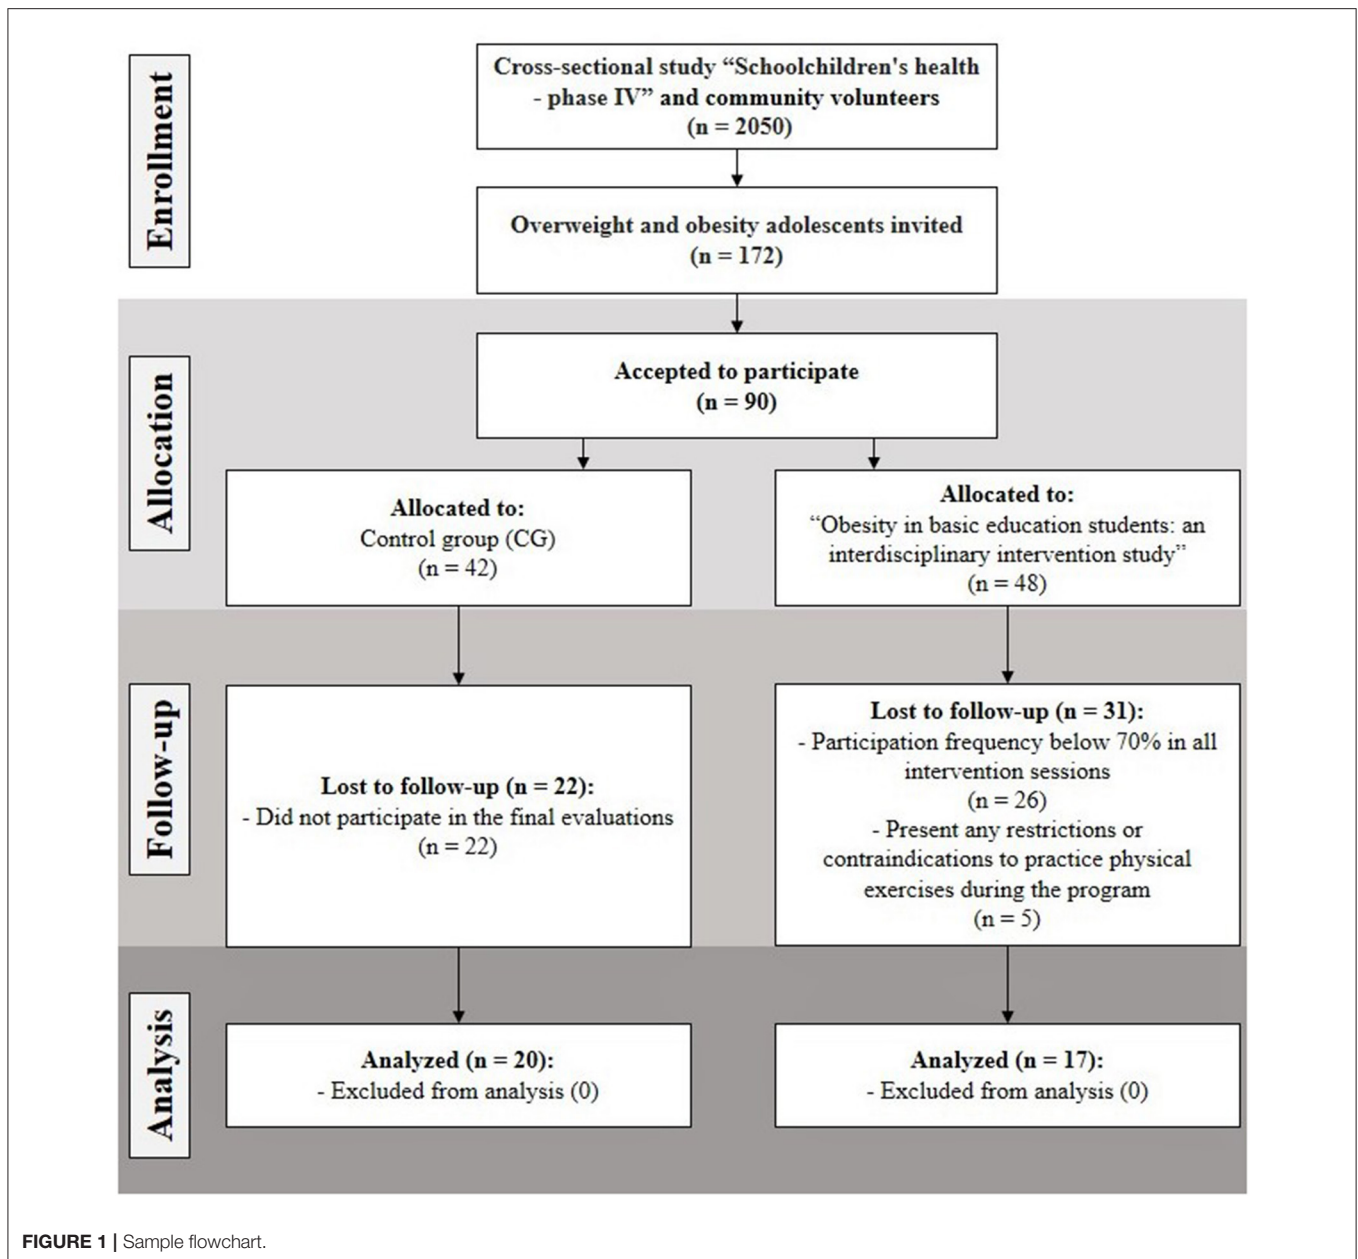 Enrollment
Cross-sectional study “Schoolchildren's health
- phase IV” and community volunteers
(n = 2050)
Overweight and obesity adolescents invited
(n = 172)
Allocation
Accepted to participate
(n = 90)
Allocated to:
Control group (CG)
(n = 42)
Allocated to:
“Obesity in basic education students: an
interdisciplinary intervention study”
(n = 48)
Follow-up
Lost to follow-up (n = 22):
- Did not participate in the final evaluations
(n = 22)
Lost to follow-up (n = 31):
- Participation frequency below 70% in all
intervention sessions
(n = 26)
- Present any restrictions or
contraindications to practice physical
exercises during the program
(n = 5)
Analysis
Analyzed (n = 20):
- Excluded from analysis (0)
Analyzed (n = 17):
- Excluded from analysis (0)
FIGURE 1 | Sample flowchart.